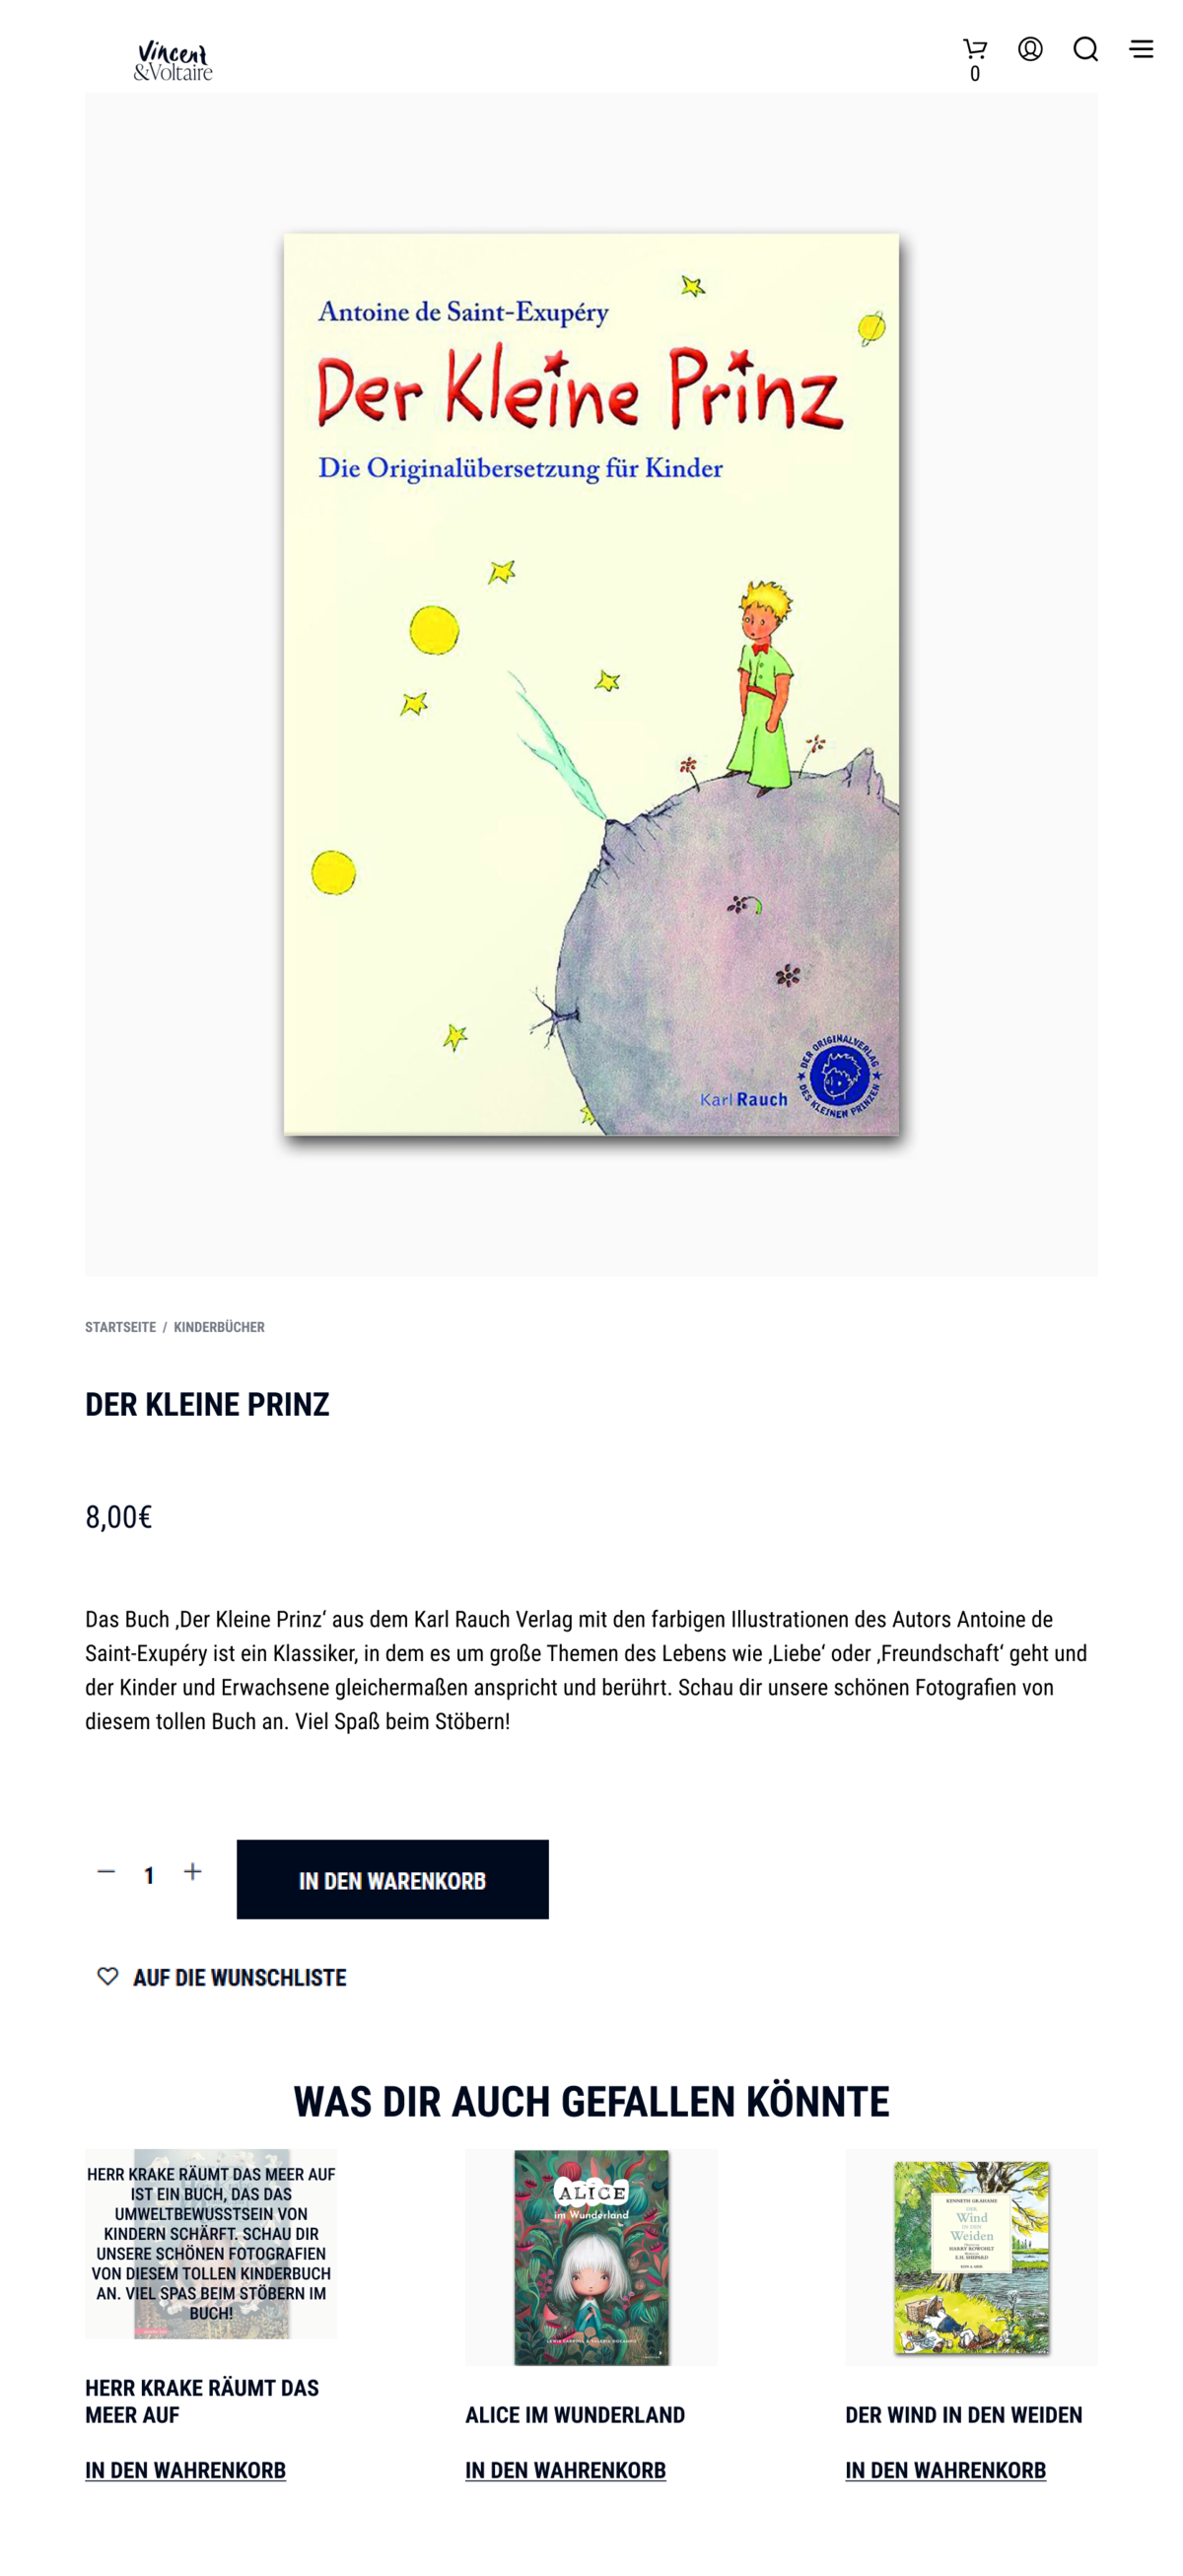 Vincent
&Voltaire
0
Antoine de Saint-Exupéry
Der Kleine Prinz
Die Originalübersetzung für Kinder
DER ORIGINALVERLAG
DES KLEINEN PRINZEN
Karl Rauch
STARTSEITE / KINDERBÜCHER
DER KLEINE PRINZ
8,00€
Das Buch ‚Der Kleine Prinz‘ aus dem Karl Rauch Verlag mit den farbigen Illustrationen des Autors Antoine de
Saint-Exupéry ist ein Klassiker, in dem es um große Themen des Lebens wie ‚Liebe‘ oder ‚Freundschaft‘ geht und
der Kinder und Erwachsene gleichermaßen anspricht und berührt. Schau dir unsere schönen Fotografien von
diesem tollen Buch an. Viel Spaß beim Stöbern!
1
IN DEN WARENKORB
AUF DIE WUNSCHLISTE
WAS DIR AUCH GEFALLEN KÖNNTE
HERR KRAKE RÄUMT DAS MEER AUF
IST EIN BUCH, DAS DAS
UMWELTBEWUSSTSEIN VON
KINDERN SCHÄRFT. SCHAU DIR
UNSERE SCHÖNEN FOTOGRAFIEN
VON DIESEM TOLLEN KINDERBUCH
AN. VIEL SPAS BEIM STÖBERN IM
BUCH!
HERR KRAKE RÄUMT DAS
MEER AUF
IN DEN WAHRENKORB
ALICE
im Wunderland
ALICE IM WUNDERLAND
IN DEN WAHRENKORB
KENNETH GRAHAME
DER
Wind
IN DEN
Weiden
HARRY ROWOHLT
E.H. SHEPARD
DER WIND IN DEN WEIDEN
IN DEN WAHRENKORB